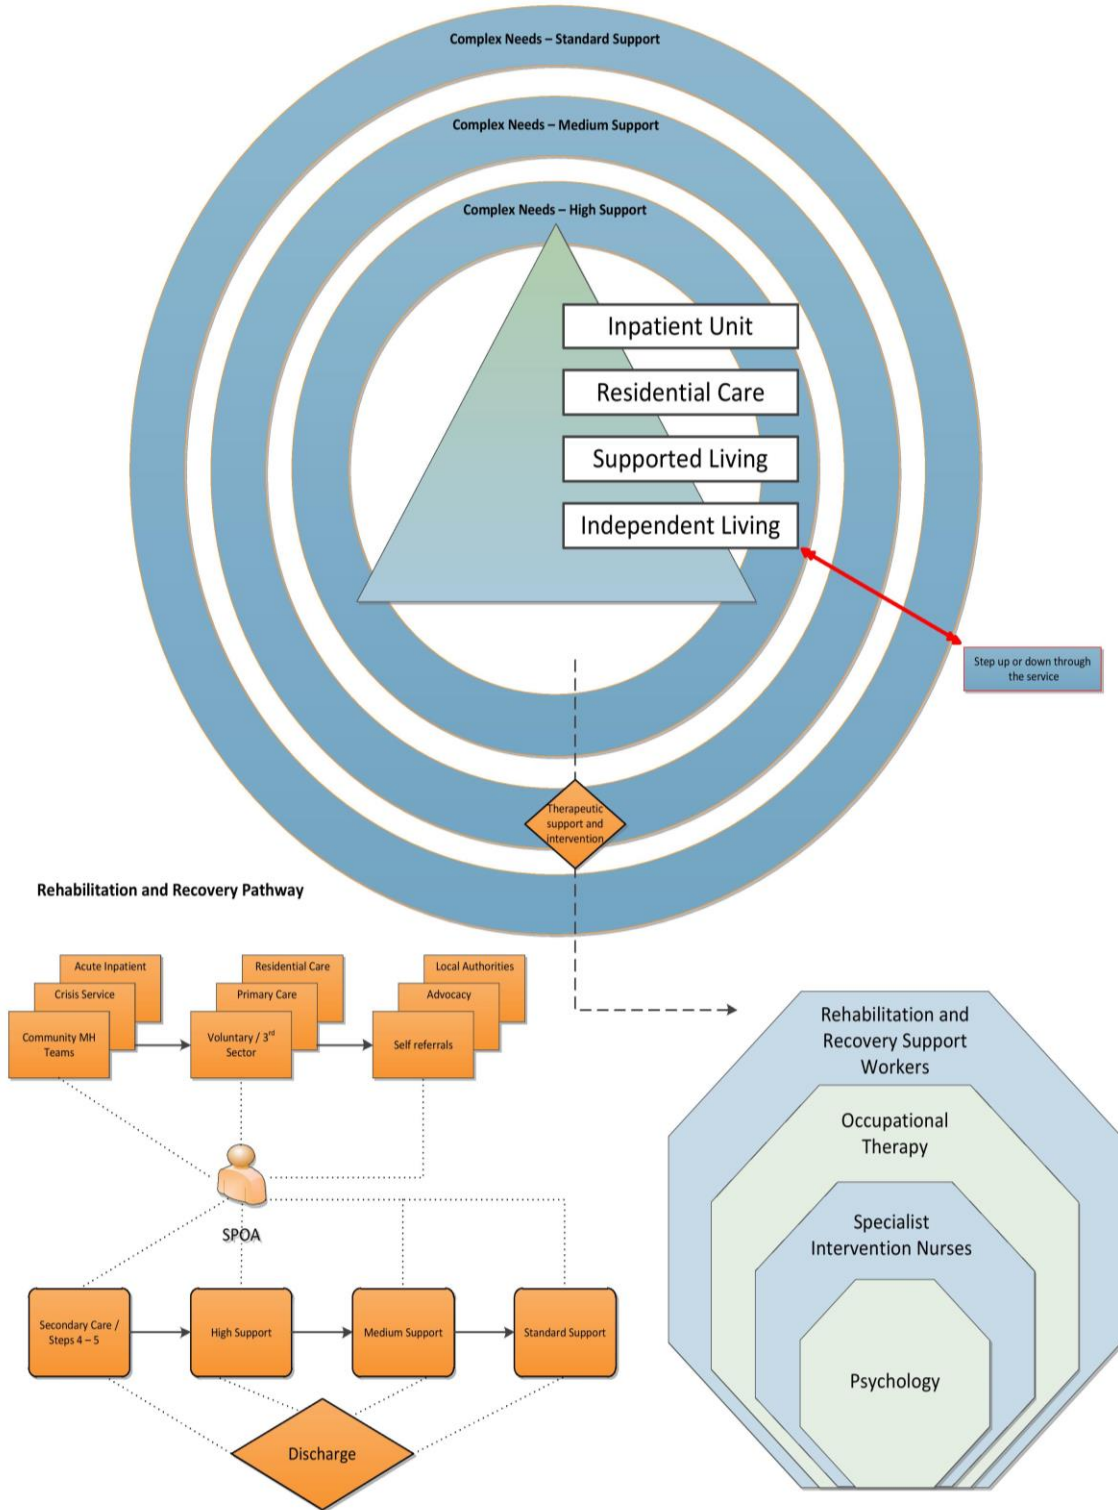 Complex Needs – Standard Support
Complex Needs – Medium Support
Complex Needs – High Support
Inpatient Unit
Residential Care
Supported Living
Independent Living
Step up or down through
the service
Therapeutic
support and
intervention
Rehabilitation and Recovery Pathway
Acute Inpatient
Crisis Service
Community MH
Teams
Residential Care
Primary Care
Voluntary / 3rd
Sector
Local Authorities
Advocacy
Self referrals
SPOA
Secondary Care /
Steps 4 – 5
High Support
Medium Support
Standard Support
Discharge
Rehabilitation and
Recovery Support
Workers
Occupational
Therapy
Specialist
Intervention Nurses
Psychology